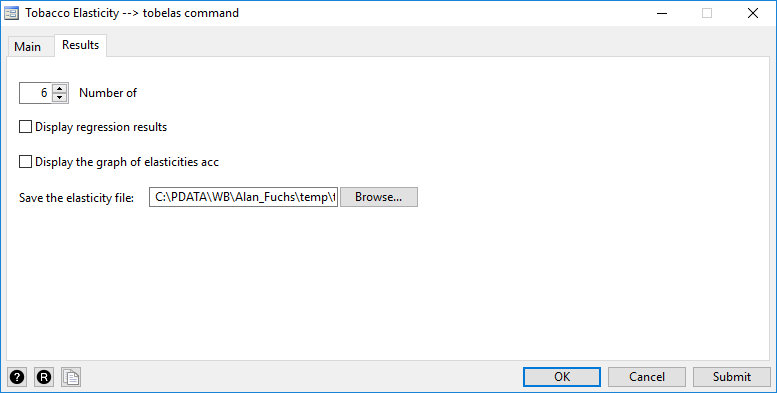 Tobacco Elasticity --> tobelas command
Main Results
6 Number of
Display regression results
Display the graph of elasticities acc
Save the elasticity file: C:\PDATA\WB\Alan_Fuchs\temp\ Browse...
? R OK Cancel Submit